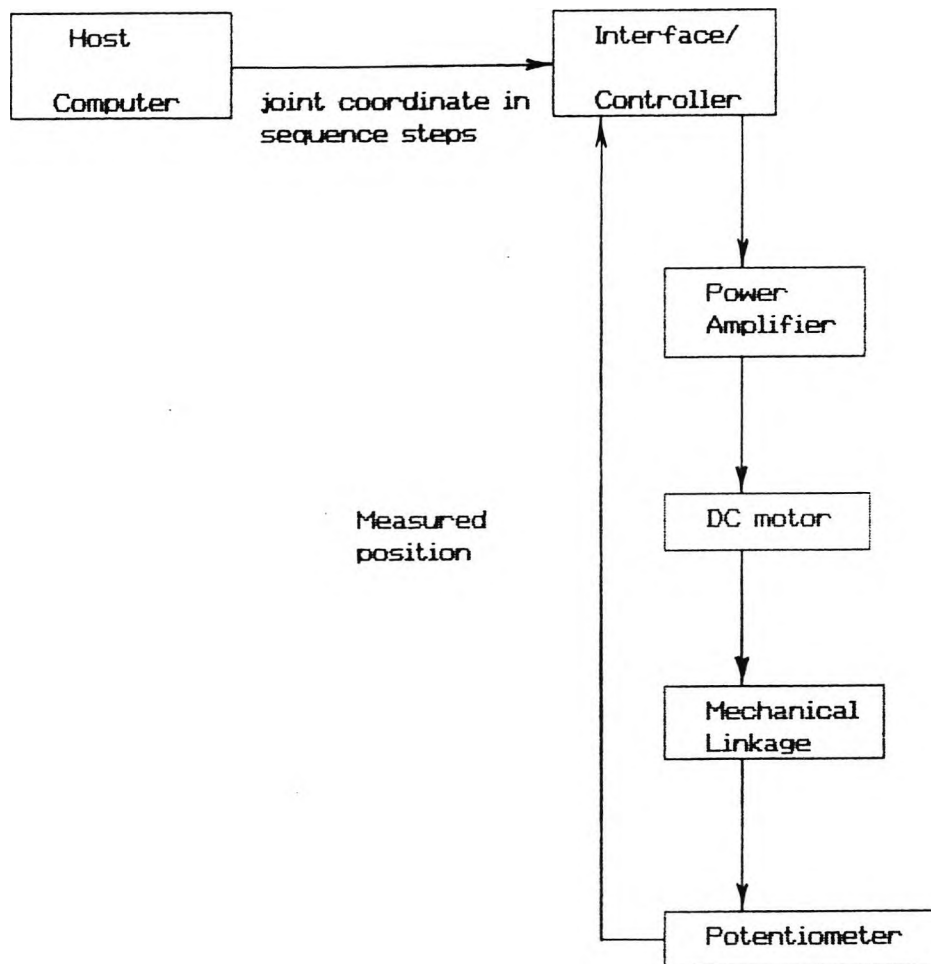 Host
Computer
Interface/
Controller
joint coordinate in
sequence steps
Power
Amplifier
Measured
position
DC motor
Mechanical
Linkage
Potentiometer